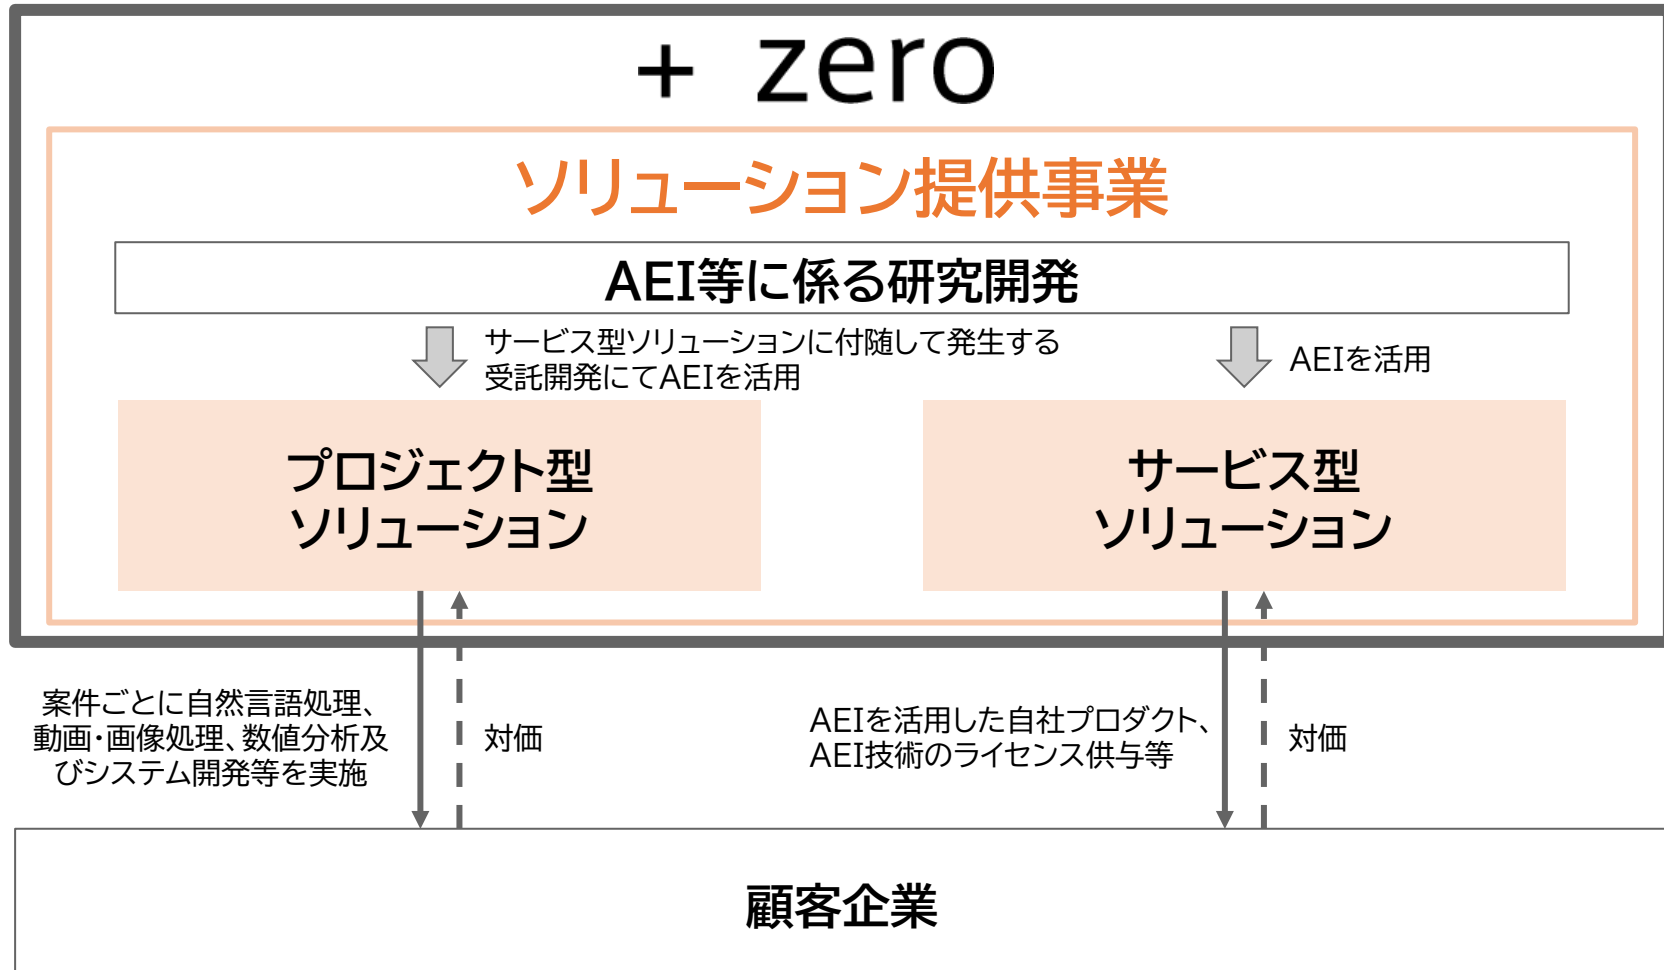 + zero
ソリューション提供事業
AEI等に係る研究開発
サービス型ソリューションに付随して発生する
受託開発にてAEIを活用
AEIを活用
プロジェクト型
ソリューション
サービス型
ソリューション
案件ごとに自然言語処理、
動画・画像処理、数値分析及
びシステム開発等を実施
対価
AEIを活用した自社プロダクト、
AEI技術のライセンス供与等
対価
顧客企業